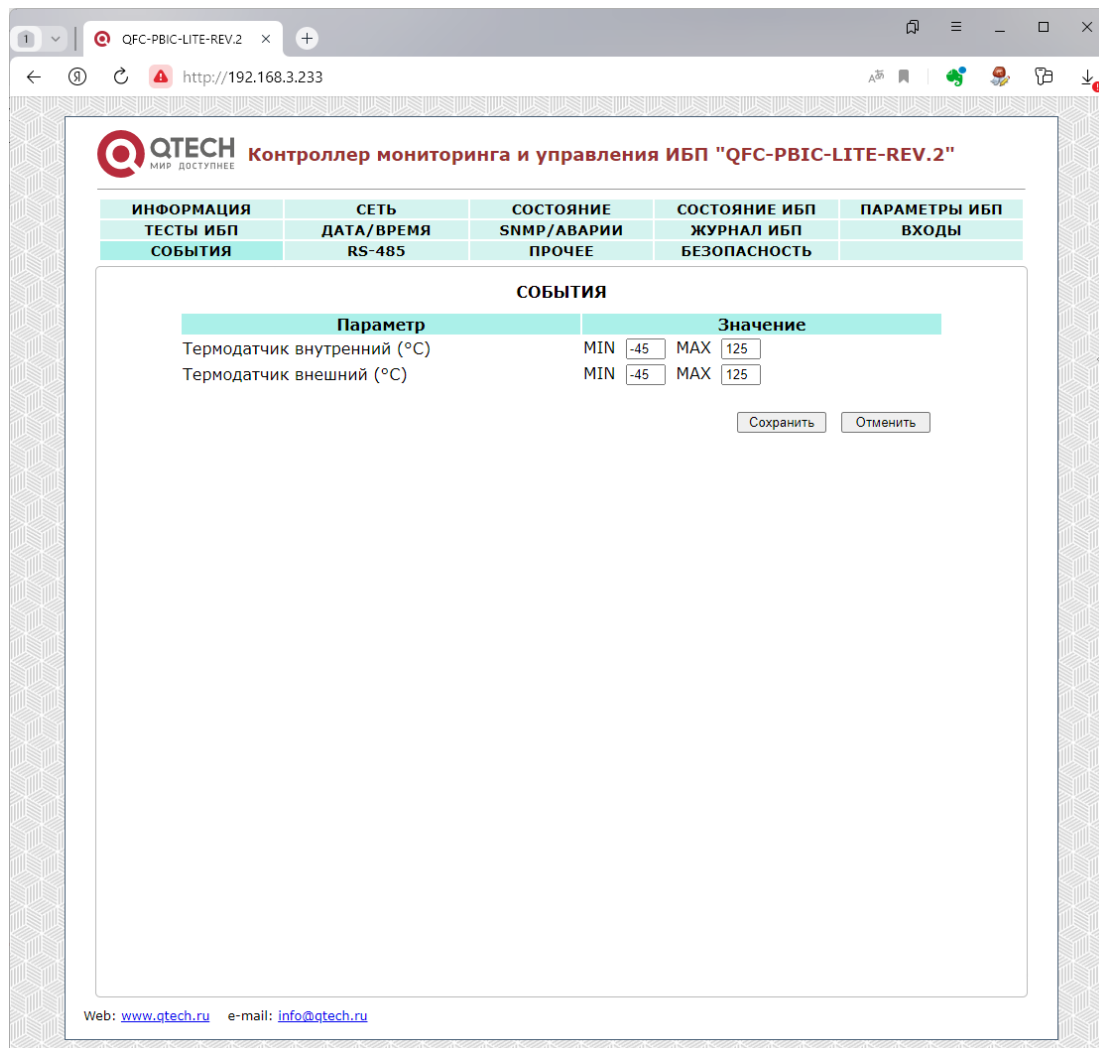 1
QFC-PBIC-LITE-REV.2
http://192.168.3.233
QTECH
МИР ДОСТУПНЕЕ
Контроллер мониторинга и управления ИБП "QFC-PBIC-LITE-REV.2"
ИНФОРМАЦИЯ СЕТЬ СОСТОЯНИЕ СОСТОЯНИЕ ИБП ПАРАМЕТРЫ ИБП
ТЕСТЫ ИБП ДАТА/ВРЕМЯ SNMP/АВАРИИ ЖУРНАЛ ИБП ВХОДЫ
СОБЫТИЯ RS-485 ПРОЧЕЕ БЕЗОПАСНОСТЬ
СОБЫТИЯ
Параметр Значение
Термодатчик внутренний (°C) MIN -45 MAX 125
Термодатчик внешний (°C) MIN -45 MAX 125
Сохранить Отменить
Web: www.qtech.ru e-mail: info@qtech.ru